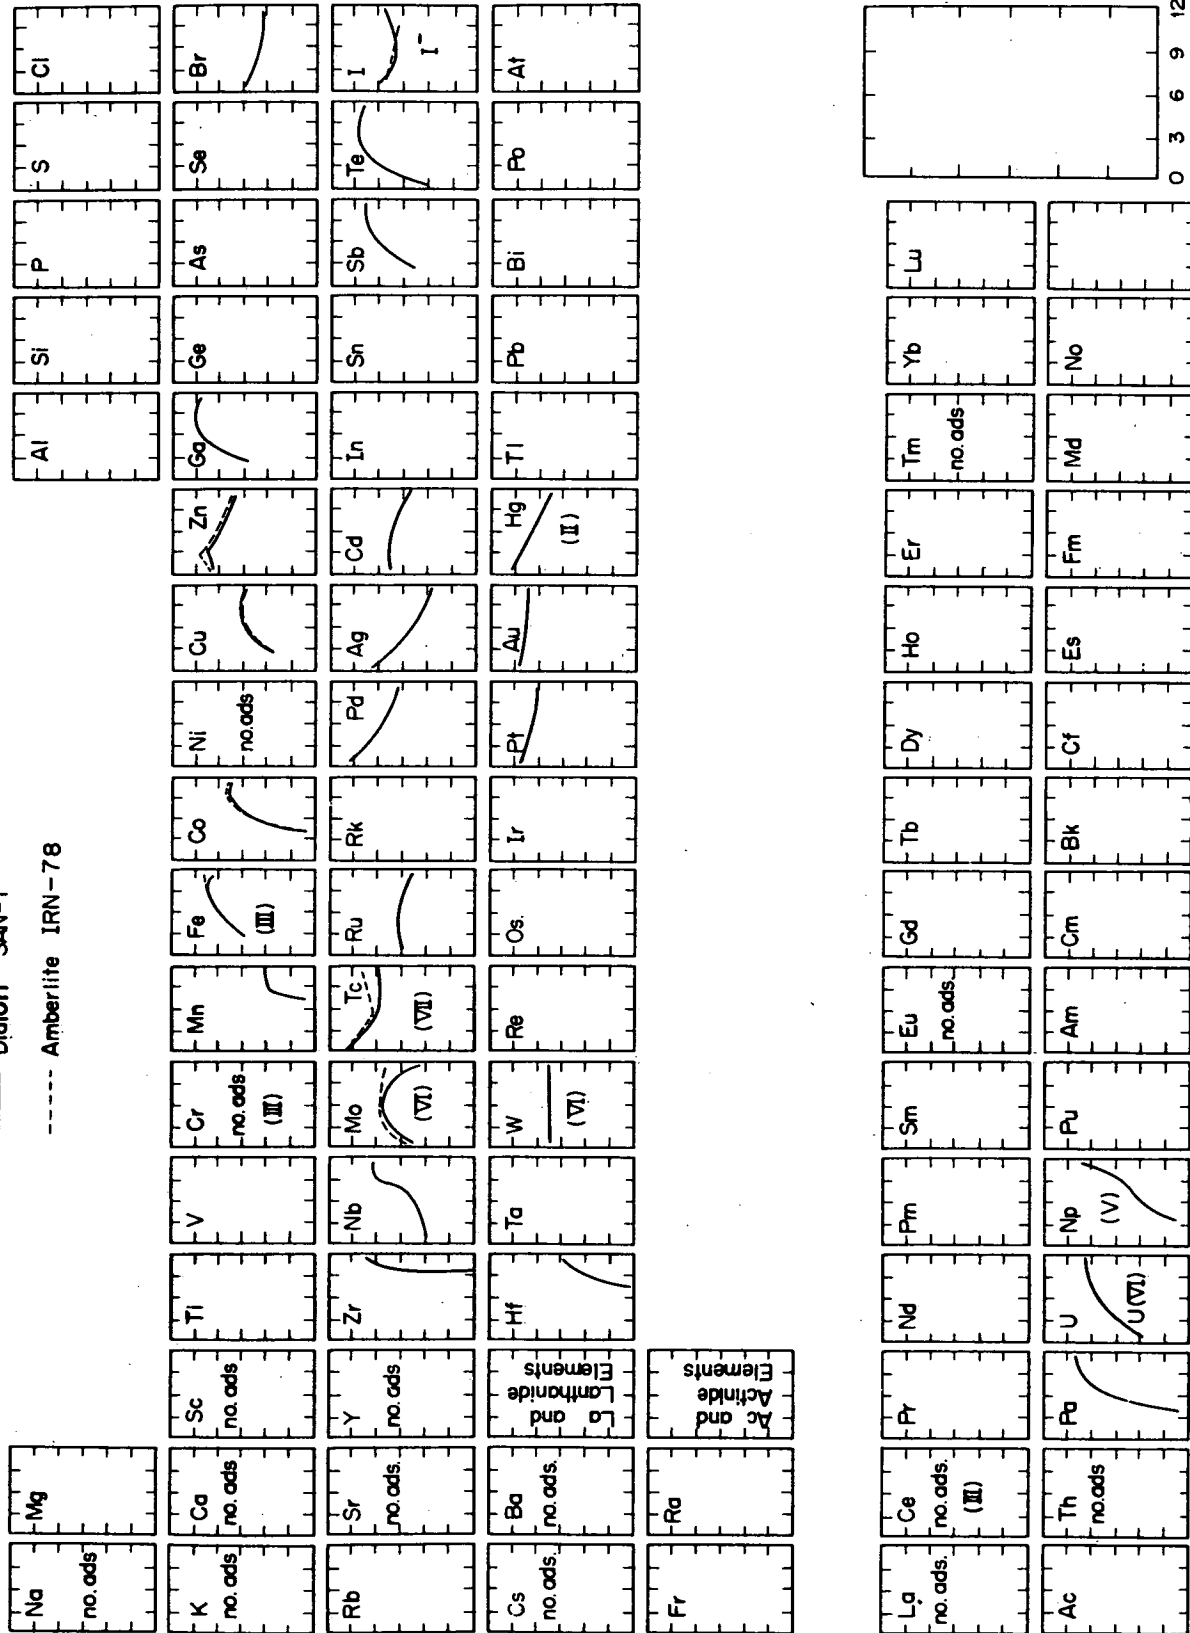 Diaion SAN-1
----- Amberlite IRN-78
Na
no. ads
Mg
Al
Si
P
S
Cl
K
no. ads
Ca
no. ads
Sc
no. ads
Ti
V
Cr
no. ads
(III)
Mn
Fe
(III)
Co
Ni
no. ads
Cu
Zn
Ga
Ge
As
Se
Br
Rb
Sr
no. ads.
Y
no. ads
Zr
Nb
Mo
(VI)
Tc
(VII)
Ru
Rk
Pd
Ag
Cd
In
Sn
Sb
Te
I
I⁻
Cs
no. ads.
Ba
no. ads.
La and
Lanthanide
Elements
Hf
Ta
W
(VI)
Re
Os.
Ir
Pt
Au
Hg
(II)
Tl
Pb
Bi
Po
At
Fr
Ra
Ac and
Actinide
Elements
La
no. ads.
Ce
no. ads.
(III)
Pr
Nd
Pm
Sm
Eu
no. ads.
Gd
Tb
Dy
Ho
Er
Tm
no. ads
Yb
Lu
Ac
Th
no. ads
Pa
U
U(VI)
Np
(V)
Pu
Am
Cm
Bk
Cf
Es
Fm
Md
No
0 3 6 9 12